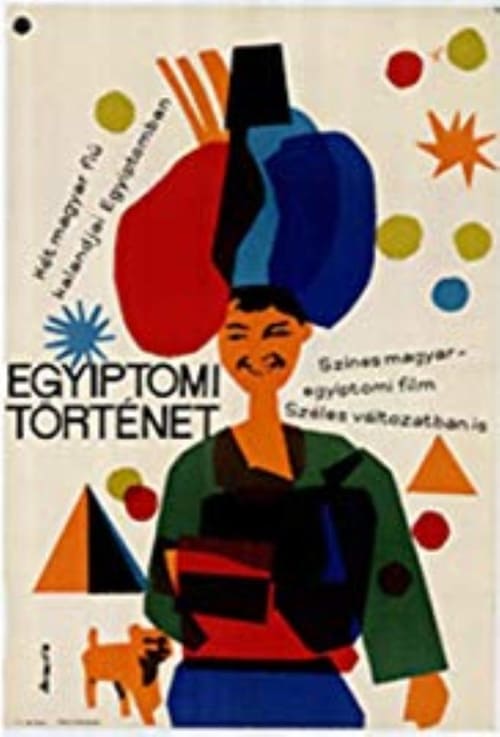 Két magyar fiú
kalandjai Egyiptomban
EGYIPTOMI
TÖRTÉNET
Színes magyar-
egyiptomi film
Széles változatban is